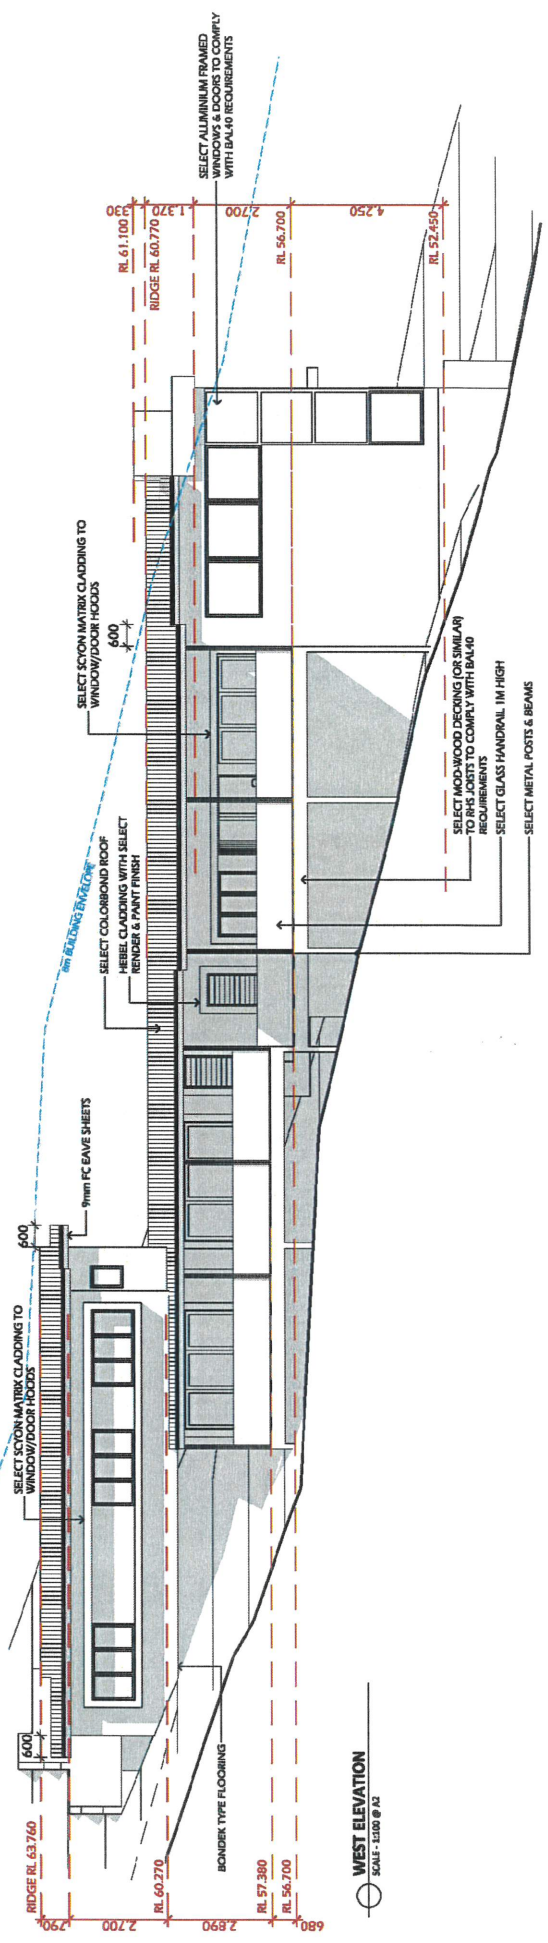 SELECT SCYON MATRIX CLADDING TO
WINDOW/DOOR HOODS
600
600
9mm FC EAVE SHEETS
6m BUILDING ENVELOPE
SELECT COLORBOND ROOF
HEBEL CLADDING WITH SELECT
RENDER & PAINT FINISH
SELECT SCYON MATRIX CLADDING TO
WINDOW/DOOR HOODS
600
SELECT ALUMINIUM FRAMED
WINDOWS & DOORS TO COMPLY
WITH BAL40 REQUIREMENTS
RIDGE RL 63.760
790
2.700
RL 60.270
2.890
RL 57.380
RL 56.700
680
RL 61.100
330
RIDGE RL 60.770
1.370
2.700
RL 56.700
4.250
RL 52.450
BONDEK TYPE FLOORING
SELECT MOD-WOOD DECKING (OR SIMILAR)
TO RHS JOISTS TO COMPLY WITH BAL40
REQUIREMENTS
SELECT GLASS HANDRAIL 1M HIGH
SELECT METAL POSTS & BEAMS
WEST ELEVATION
SCALE - 1:100 @ A2